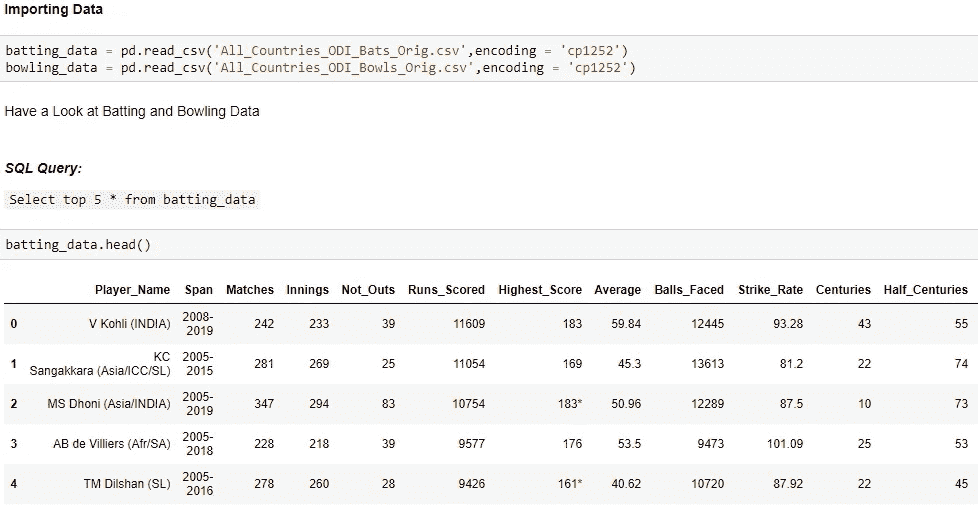 Importing Data
batting_data = pd.read_csv('All_Countries_ODI_Bats_Orig.csv',encoding = 'cp1252')
bowling_data = pd.read_csv('All_Countries_ODI_Bowls_Orig.csv',encoding = 'cp1252')
Have a Look at Batting and Bowling Data
SQL Query:
Select top 5 * from batting_data
batting_data.head()
Player_Name Span Matches Innings Not_Outs Runs_Scored Highest_Score Average Balls_Faced Strike_Rate Centuries Half_Centuries
0 V Kohli (INDIA) 2008-2019 242 233 39 11609 183 59.84 12445 93.28 43 55
1 KC Sangakkara (Asia/ICC/SL) 2005-2015 281 269 25 11054 169 45.3 13613 81.2 22 74
2 MS Dhoni (Asia/INDIA) 2005-2019 347 294 83 10754 183* 50.96 12289 87.5 10 73
3 AB de Villiers (Afr/SA) 2005-2018 228 218 39 9577 176 53.5 9473 101.09 25 53
4 TM Dilshan (SL) 2005-2016 278 260 28 9426 161* 40.62 10720 87.92 22 45